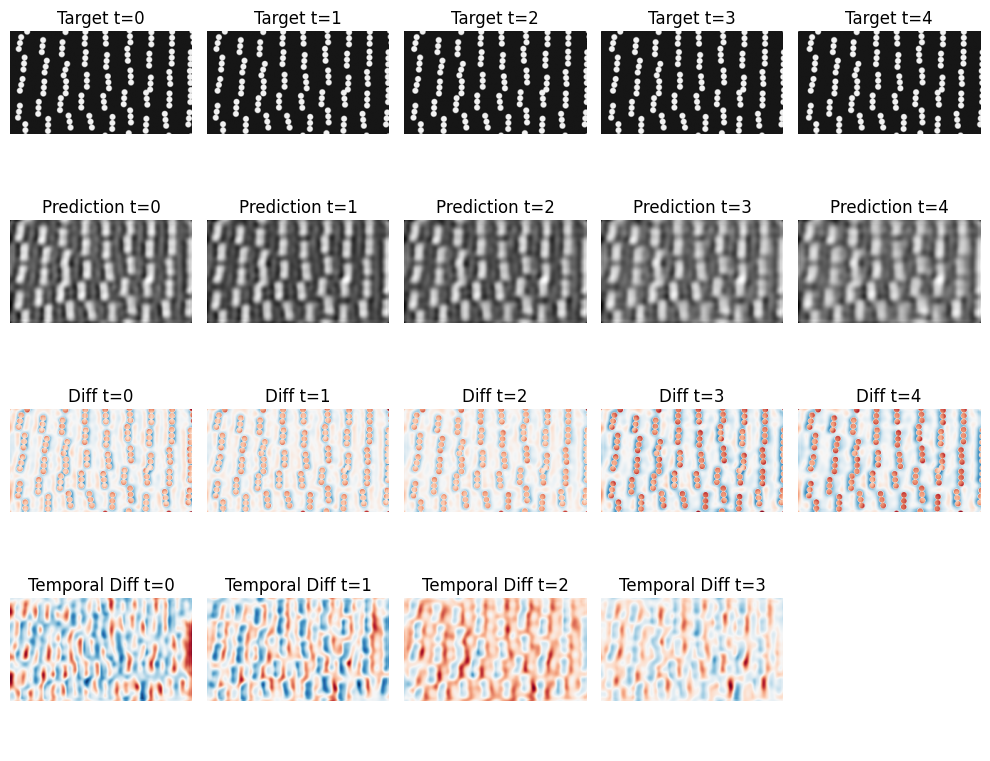 Target t=0 Target t=1 Target t=2 Target t=3 Target t=4
Prediction t=0 Prediction t=1 Prediction t=2 Prediction t=3 Prediction t=4
Diff t=0 Diff t=1 Diff t=2 Diff t=3 Diff t=4
Temporal Diff t=0 Temporal Diff t=1 Temporal Diff t=2 Temporal Diff t=3